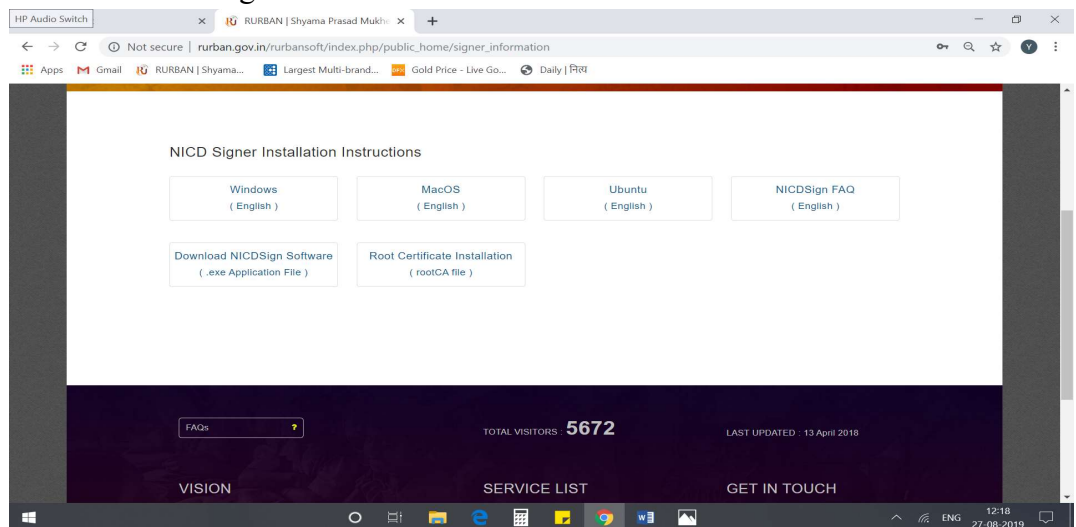 HP Audio Switch
RURBAN | Shyama Prasad Mukh
Not secure | rurban.gov.in/rurbansoft/index.php/public_home/signer_information
Y
Apps Gmail RURBAN | Shyama... Largest Multi-brand... Gold Price - Live Go... Daily | नित्य
NICD Signer Installation Instructions
Windows
( English )
MacOS
( English )
Ubuntu
( English )
NICDSign FAQ
( English )
Download NICDSign Software
( .exe Application File )
Root Certificate Installation
( rootCA file )
FAQs ?
TOTAL VISITORS : 5672
LAST UPDATED : 13 April 2018
VISION
SERVICE LIST
GET IN TOUCH
ENG
12:18
27-08-2019